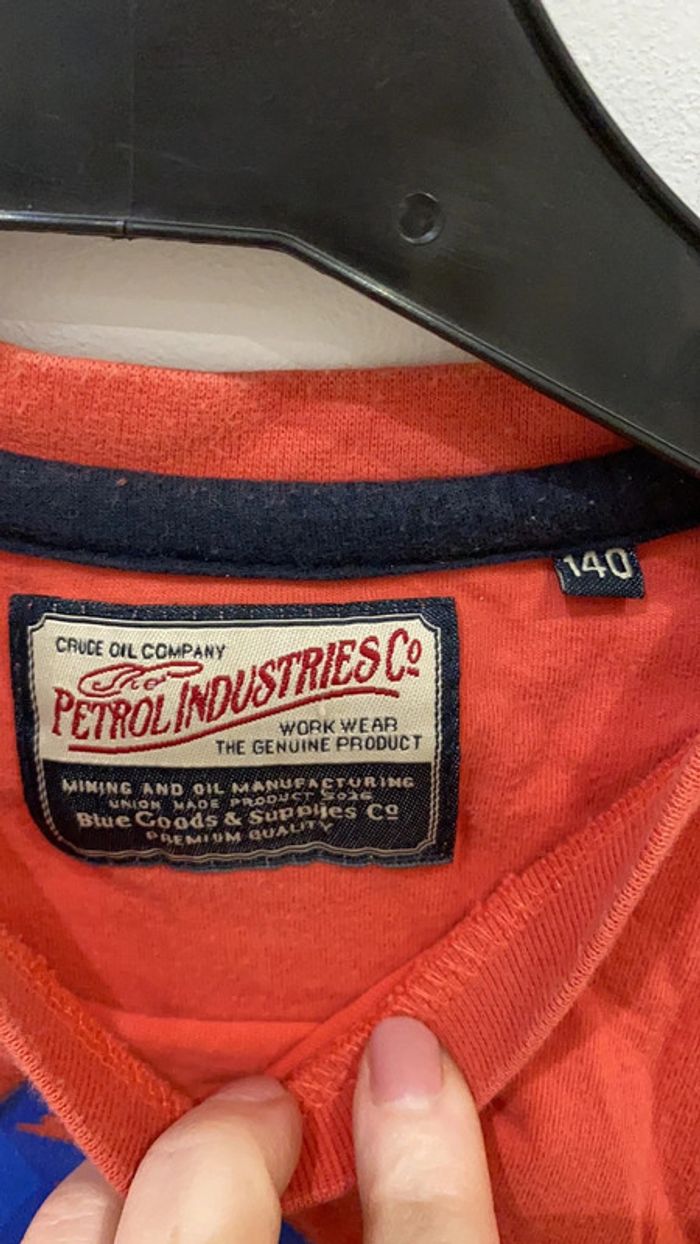 140
CRUDE OIL COMPANY
The
PETROL INDUSTRIES Co
WORK WEAR
THE GENUINE PRODUCT
MINING AND OIL MANUFACTURING
UNION MADE PRODUCT
Blue Goods & Supplies Co
PREMIUM QUALITY